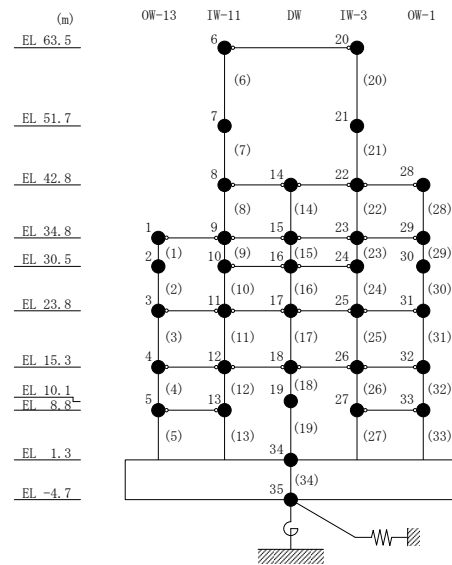 (m) OW-13 IW-11 DW IW-3 OW-1
6 20
EL 63.5
(6) (20)
7 21
EL 51.7
(7) (21)
8 14 22 28
EL 42.8
(8) (14) (22) (28)
1 9 15 23 29
EL 34.8
(1) (9) (15) (23) (29)
2 10 16 24 30
EL 30.5
(2) (10) (16) (24) (30)
3 11 17 25 31
EL 23.8
(3) (11) (17) (25) (31)
4 12 18 26 32
EL 15.3
(4) (12) (18) (26) (32)
EL 10.1
5 13 19 27 33
EL 8.8
(5) (13) (19) (27) (33)
34
EL 1.3
(34)
35
EL -4.7